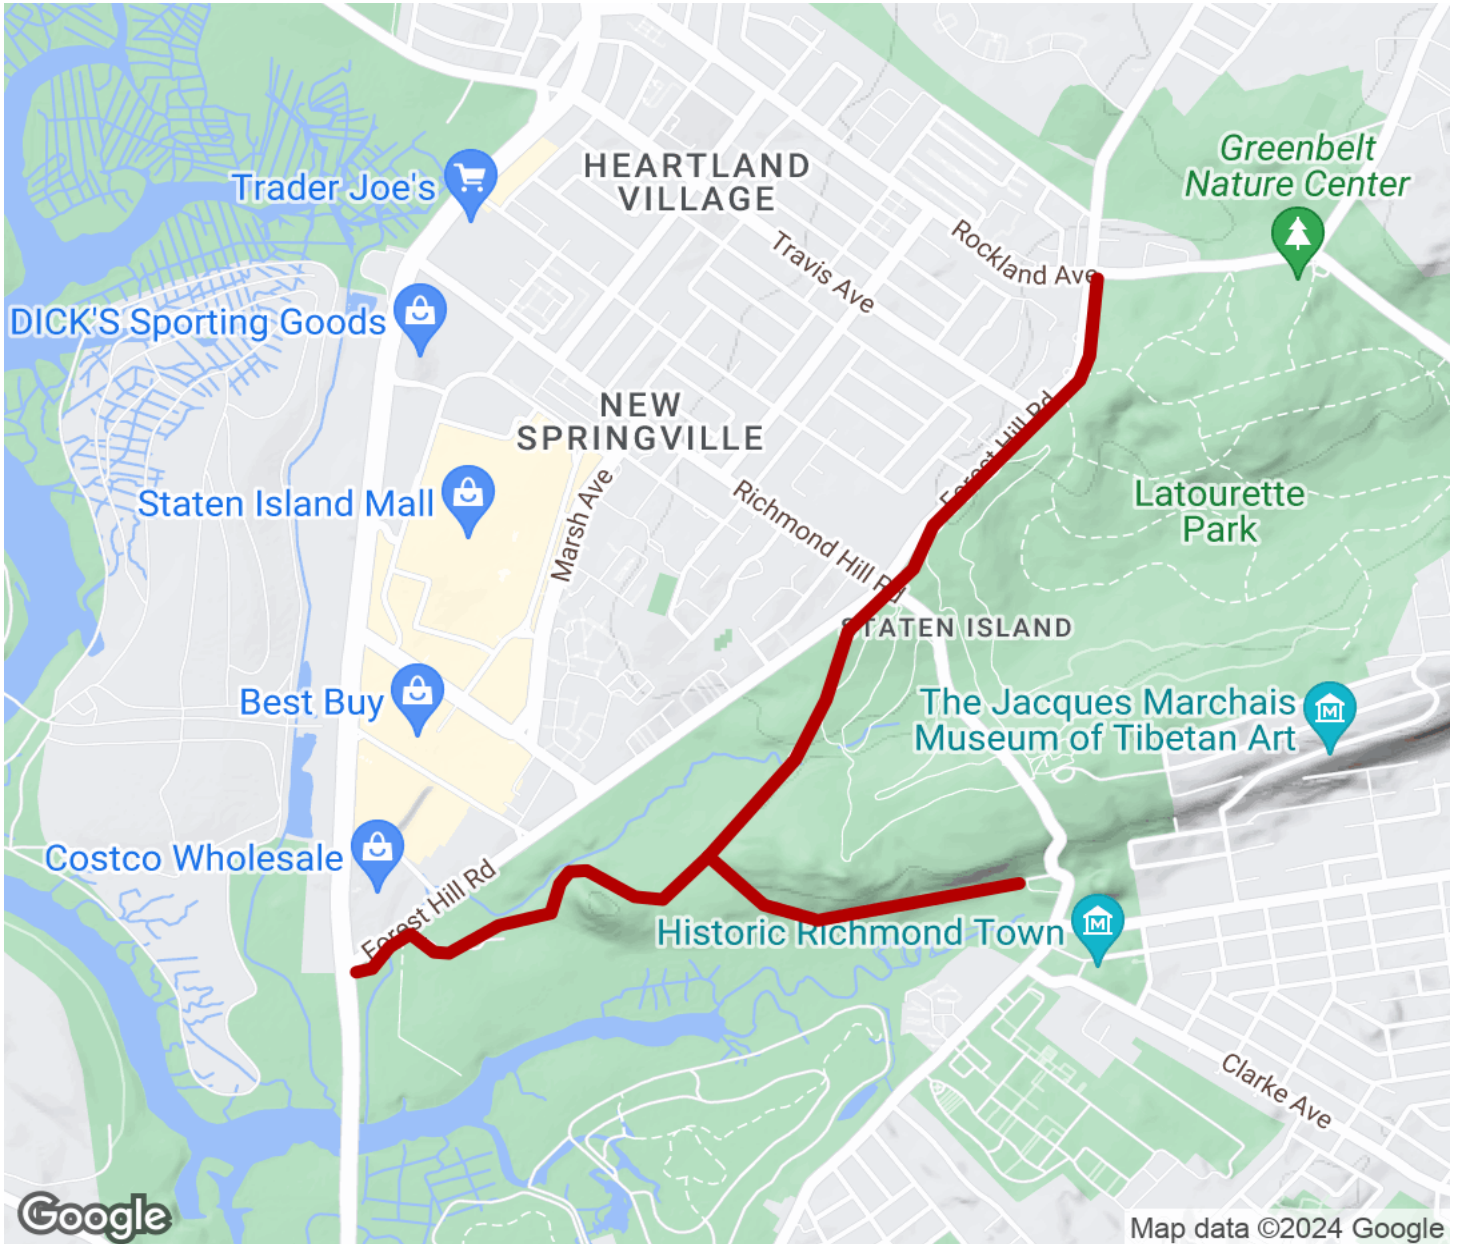 Greenbelt
Nature Center
HEARTLAND
VILLAGE
Trader Joe's
Rockland Ave
Travis Ave
DICK'S Sporting Goods
NEW
SPRINGVILLE
Forest Hill Rd
Staten Island Mall
Marsh Ave
Richmond Hill Rd
Latourette
Park
STATEN ISLAND
Best Buy
The Jacques Marchais
Museum of Tibetan Art
Costco Wholesale
Forest Hill Rd
Historic Richmond Town
Clarke Ave
Google
Map data ©2024 Google